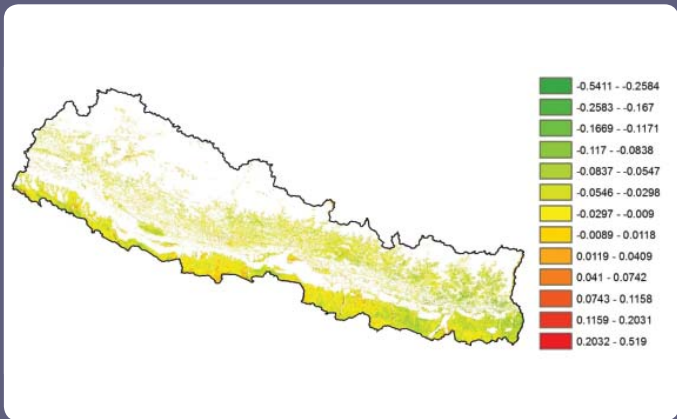 -0.5411 - -0.2584
-0.2583 - -0.167
-0.1669 - -0.1171
-0.117 - -0.0838
-0.0837 - -0.0547
-0.0546 - -0.0298
-0.0297 - -0.009
-0.0089 - 0.0118
0.0119 - 0.0409
0.041 - 0.0742
0.0743 - 0.1158
0.1159 - 0.2031
0.2032 - 0.519